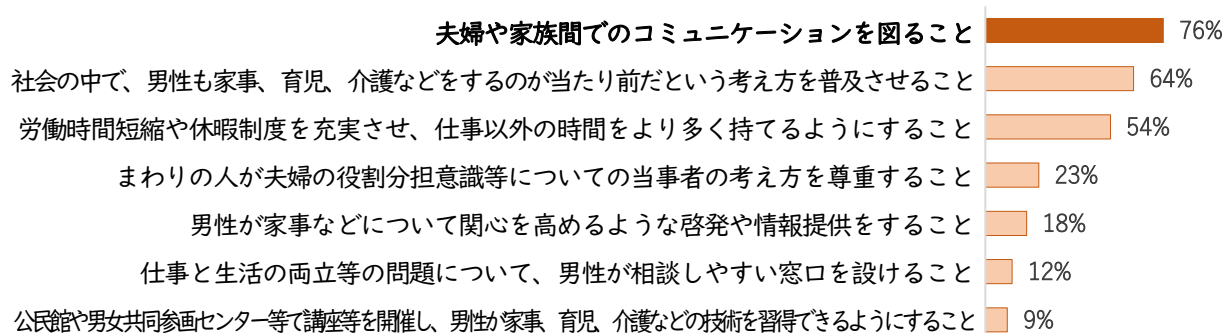 夫婦や家族間でのコミュニケーションを図ること 76%
社会の中で、男性も家事、育児、介護などをするのが当たり前だという考え方を普及させること 64%
労働時間短縮や休暇制度を充実させ、仕事以外の時間をより多く持てるようにすること 54%
まわりの人が夫婦の役割分担意識等についての当事者の考え方を尊重すること 23%
男性が家事などについて関心を高めるような啓発や情報提供をすること 18%
仕事と生活の両立等の問題について、男性が相談しやすい窓口を設けること 12%
公民館や男女共同参画センター等で講座等を開催し、男性が家事、育児、介護などの技術を習得できるようにすること 9%